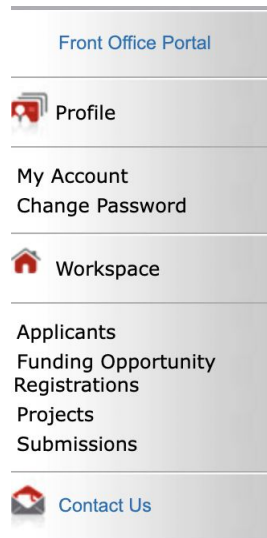 Front Office Portal
Profile
My Account
Change Password
Workspace
Applicants
Funding Opportunity
Registrations
Projects
Submissions
Contact Us